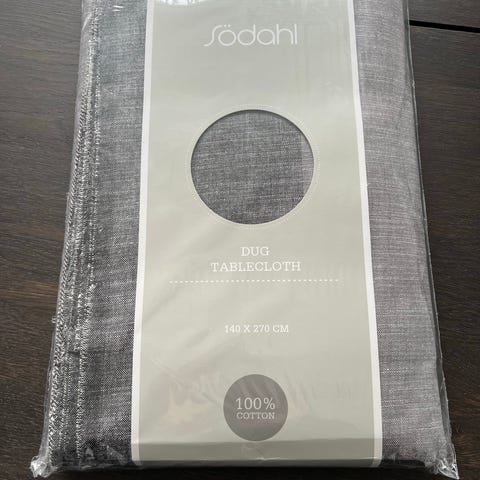 Södahl
DUG
TABLECLOTH
140 X 270 CM
100%
COTTON